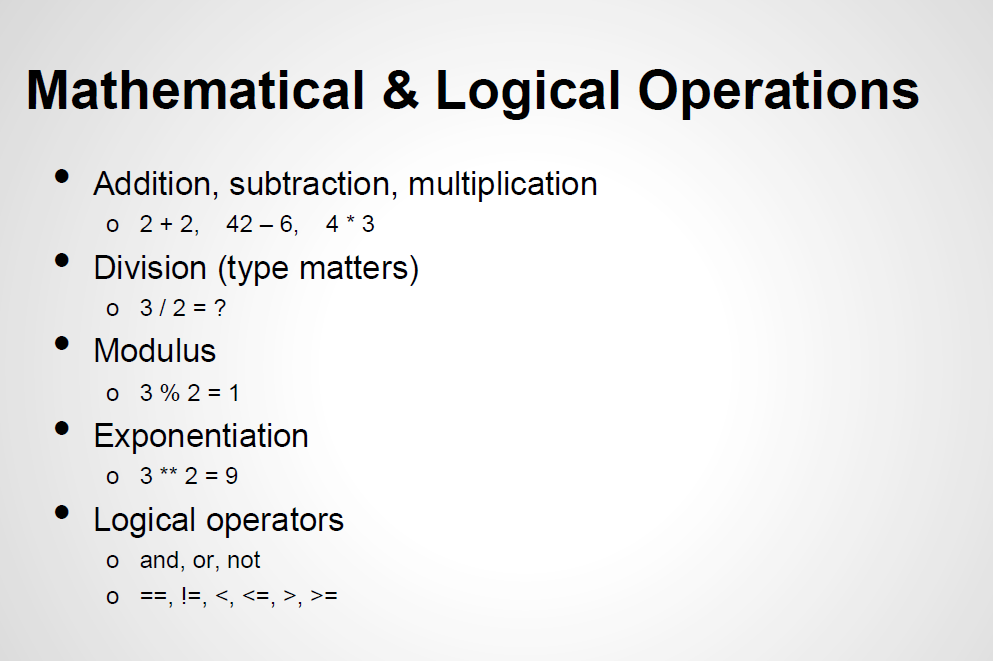 Mathematical & Logical Operations
• Addition, subtraction, multiplication
o 2 + 2, 42 – 6, 4 * 3
• Division (type matters)
o 3 / 2 = ?
• Modulus
o 3 % 2 = 1
• Exponentiation
o 3 ** 2 = 9
• Logical operators
o and, or, not
o ==, !=, <, <=, >, >=